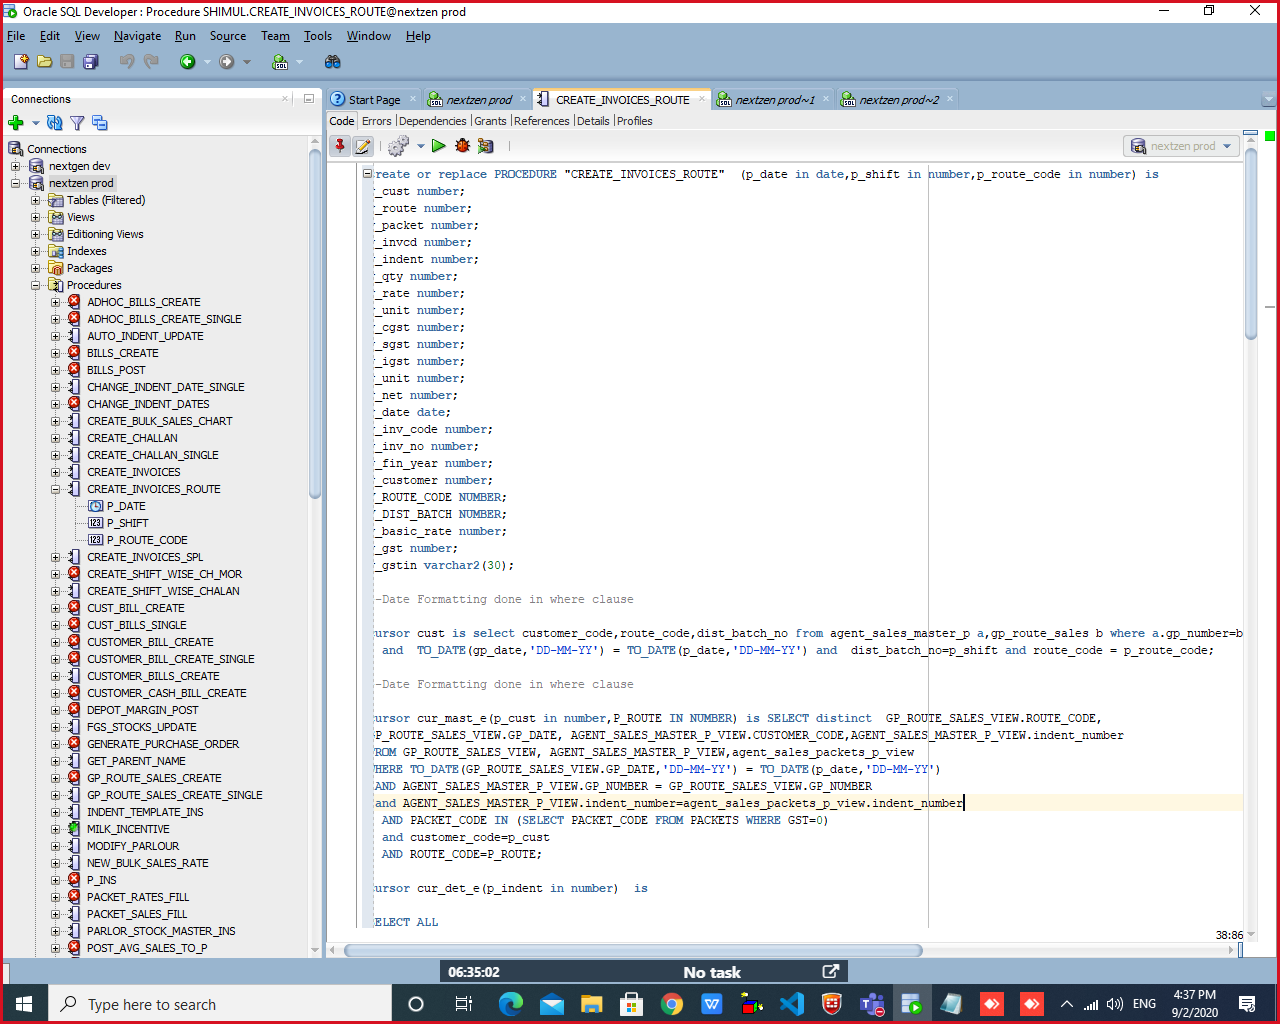 Oracle SQL Developer : Procedure SHIMUL.CREATE_INVOICES_ROUTE@nextzen prod
File Edit View Navigate Run Source Team Tools Window Help
Connections
Start Page
nextzen prod
CREATE_INVOICES_ROUTE
nextzen prod~1
nextzen prod~2
Code Errors Dependencies Grants References Details Profiles
nextzen prod
Connections
nextgen dev
nextzen prod
Tables (Filtered)
Views
Editioning Views
Indexes
Packages
Procedures
ADHOC_BILLS_CREATE
ADHOC_BILLS_CREATE_SINGLE
AUTO_INDENT_UPDATE
BILLS_CREATE
BILLS_POST
CHANGE_INDENT_DATE_SINGLE
CHANGE_INDENT_DATES
CREATE_BULK_SALES_CHART
CREATE_CHALLAN
CREATE_CHALLAN_SINGLE
CREATE_INVOICES
CREATE_INVOICES_ROUTE
P_DATE
P_SHIFT
P_ROUTE_CODE
CREATE_INVOICES_SPL
CREATE_SHIFT_WISE_CH_MOR
CREATE_SHIFT_WISE_CHALAN
CUST_BILL_CREATE
CUST_BILLS_SINGLE
CUSTOMER_BILL_CREATE
CUSTOMER_BILL_CREATE_SINGLE
CUSTOMER_BILLS_CREATE
CUSTOMER_CASH_BILL_CREATE
DEPOT_MARGIN_POST
FGS_STOCKS_UPDATE
GENERATE_PURCHASE_ORDER
GET_PARENT_NAME
GP_ROUTE_SALES_CREATE
GP_ROUTE_SALES_CREATE_SINGLE
INDENT_TEMPLATE_INS
MILK_INCENTIVE
MODIFY_PARLOUR
NEW_BULK_SALES_RATE
P_INS
PACKET_RATES_FILL
PACKET_SALES_FILL
PARLOR_STOCK_MASTER_INS
POST_AVG_SALES_TO_P
reate or replace PROCEDURE "CREATE_INVOICES_ROUTE"  (p_date in date,p_shift in number,p_route_code in number) is
_cust number;
_route number;
_packet number;
_invcd number;
_indent number;
_qty number;
_rate number;
_unit number;
_cgst number;
_sgst number;
_igst number;
_unit number;
_net number;
_date date;
_inv_code number;
_inv_no number;
_fin_year number;
_customer number;
_ROUTE_CODE NUMBER;
_DIST_BATCH NUMBER;
_basic_rate number;
_gst number;
_gstin varchar2(30);
-Date Formatting done in where clause
ursor cust is select customer_code,route_code,dist_batch_no from agent_sales_master_p a,gp_route_sales b where a.gp_number=b
and  TO_DATE(gp_date,'DD-MM-YY') = TO_DATE(p_date,'DD-MM-YY') and  dist_batch_no=p_shift and route_code = p_route_code;
-Date Formatting done in where clause
ursor cur_mast_e(p_cust in number,P_ROUTE IN NUMBER) is SELECT distinct  GP_ROUTE_SALES_VIEW.ROUTE_CODE,
P_ROUTE_SALES_VIEW.GP_DATE, AGENT_SALES_MASTER_P_VIEW.CUSTOMER_CODE,AGENT_SALES_MASTER_P_VIEW.indent_number
ROM GP_ROUTE_SALES_VIEW, AGENT_SALES_MASTER_P_VIEW,agent_sales_packets_p_view
HERE TO_DATE(GP_ROUTE_SALES_VIEW.GP_DATE,'DD-MM-YY') = TO_DATE(p_date,'DD-MM-YY')
AND AGENT_SALES_MASTER_P_VIEW.GP_NUMBER = GP_ROUTE_SALES_VIEW.GP_NUMBER
and AGENT_SALES_MASTER_P_VIEW.indent_number=agent_sales_packets_p_view.indent_number
AND PACKET_CODE IN (SELECT PACKET_CODE FROM PACKETS WHERE GST=0)
and customer_code=p_cust
AND ROUTE_CODE=P_ROUTE;
ursor cur_det_e(p_indent in number)  is
ELECT ALL
38:86
06:35:02 No task
Type here to search
ENG
4:37 PM
9/2/2020